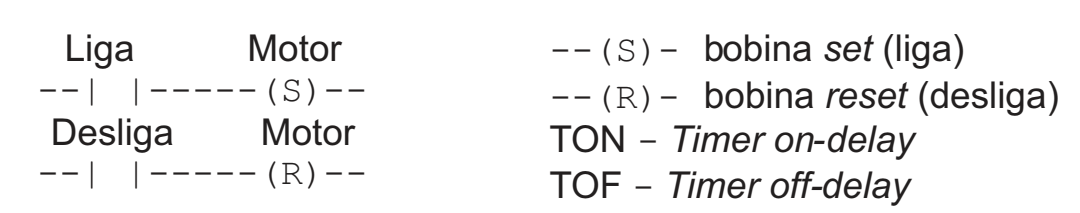 Liga Motor
--| |-----(S)--
Desliga Motor
--| |-----(R)--
--(S)- bobina set (liga)
--(R)- bobina reset (desliga)
TON – Timer on-delay
TOF – Timer off-delay